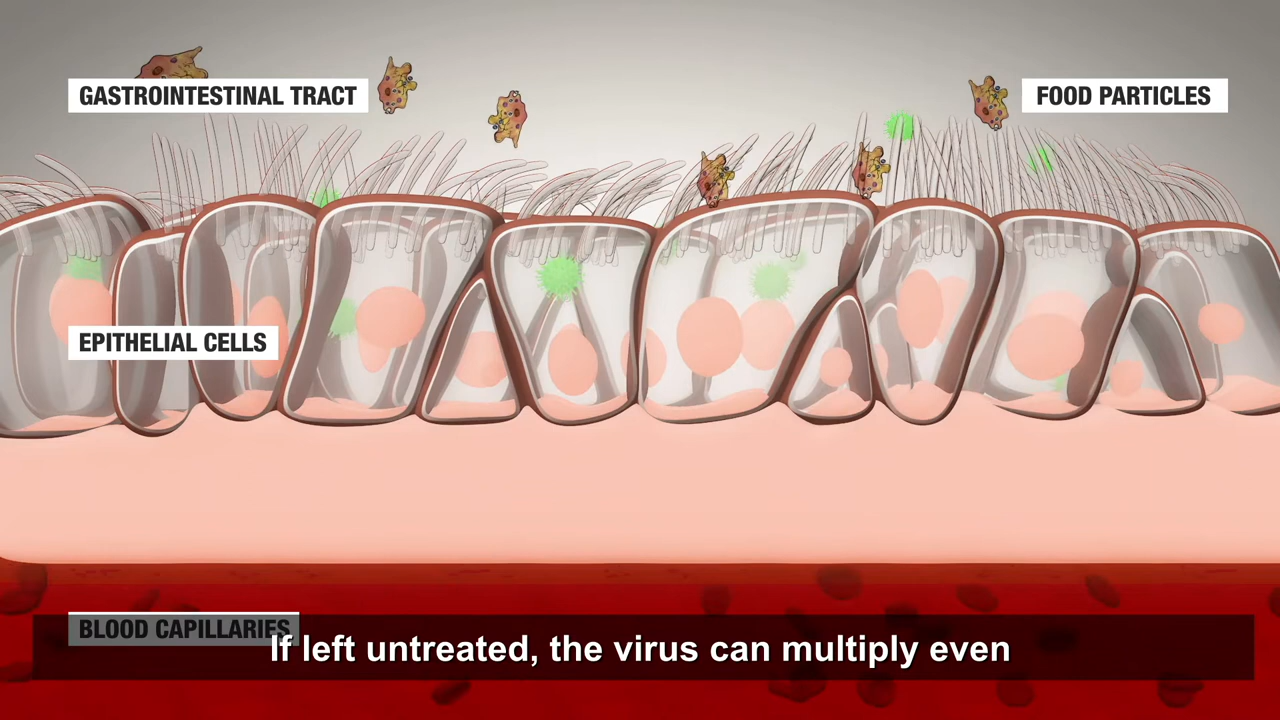 GASTROINTESTINAL TRACT
FOOD PARTICLES
EPITHELIAL CELLS
BLOOD CAPILLARIES
If left untreated, the virus can multiply even